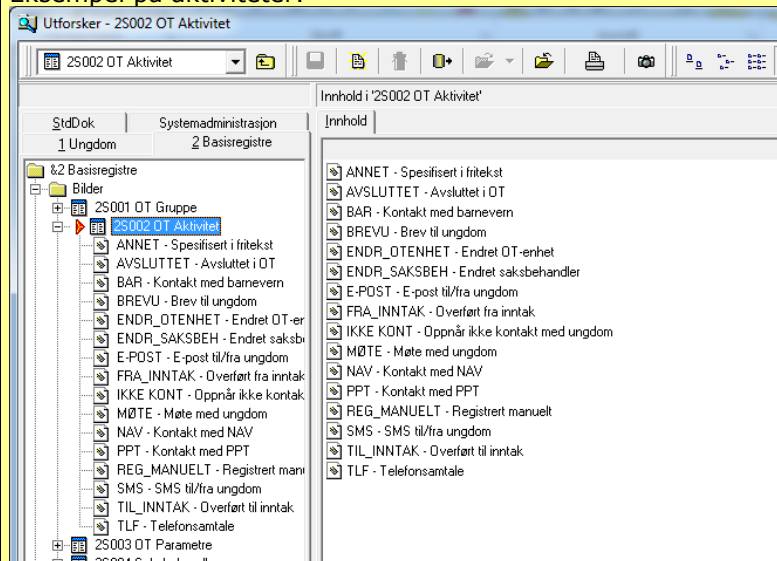 Eksempel på aktiviteter:
Utforsker - 2S002 OT Aktivitet
2S002 OT Aktivitet
Innhold i '2S002 OT Aktivitet'
StdDok
Systemadministrasjon
1 Ungdom
2 Basisregistre
Innhold
&2 Basisregistre
Bilder
2S001 OT Gruppe
2S002 OT Aktivitet
ANNET - Spesifisert i fritekst
AVSLUTTET - Avsluttet i OT
BAR - Kontakt med barnevern
BREVU - Brev til ungdom
ENDR_OTENHET - Endret OT-er
ENDR_SAKSBEH - Endret saksb
E-POST - E-post til/fra ungdom
FRA_INNTAK - Overført fra inntak
IKKE KONT - Oppnår ikke kontak
MØTE - Møte med ungdom
NAV - Kontakt med NAV
PPT - Kontakt med PPT
REG_MANUELT - Registrert man
SMS - SMS til/fra ungdom
TIL_INNTAK - Overført til inntak
TLF - Telefonsamtale
2S003 OT Parametre
ANNET - Spesifisert i fritekst
AVSLUTTET - Avsluttet i OT
BAR - Kontakt med barnevern
BREVU - Brev til ungdom
ENDR_OTENHET - Endret OT-enhet
ENDR_SAKSBEH - Endret saksbehandler
E-POST - E-post til/fra ungdom
FRA_INNTAK - Overført fra inntak
IKKE KONT - Oppnår ikke kontakt med ungdom
MØTE - Møte med ungdom
NAV - Kontakt med NAV
PPT - Kontakt med PPT
REG_MANUELT - Registrert manuelt
SMS - SMS til/fra ungdom
TIL_INNTAK - Overført til inntak
TLF - Telefonsamtale